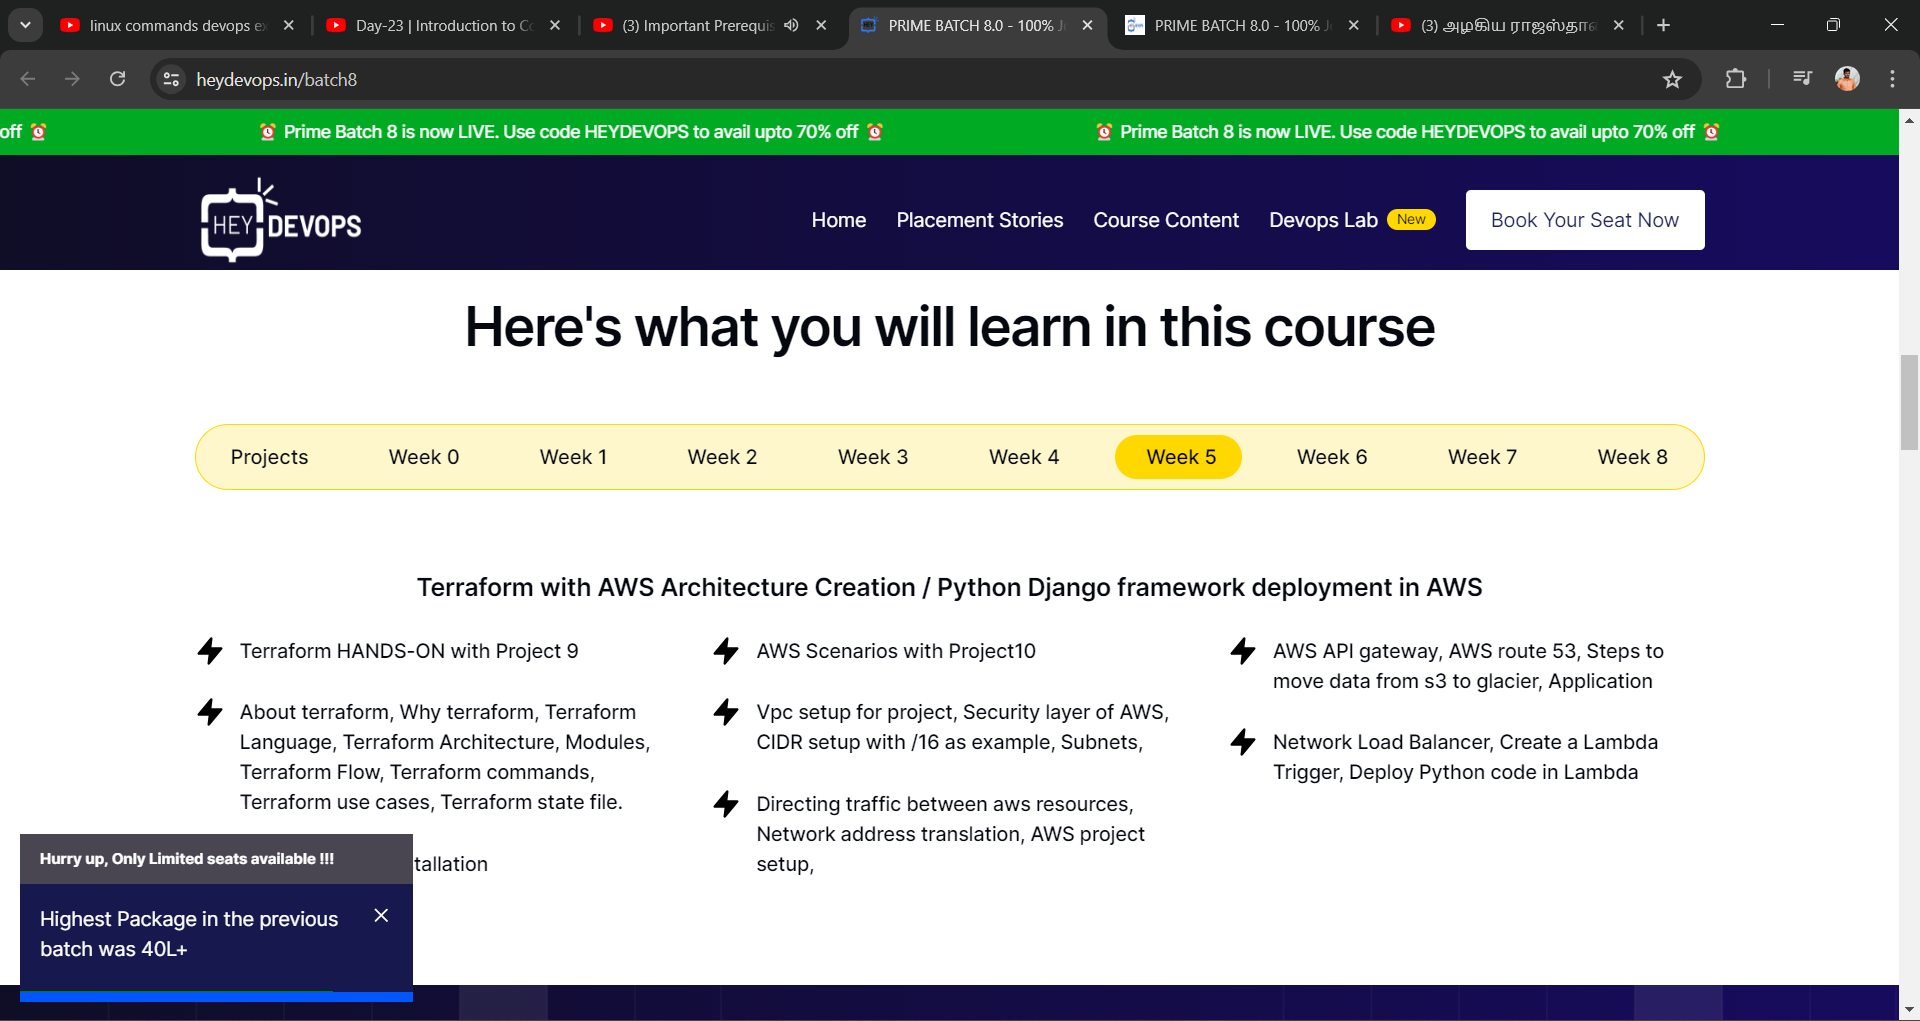 linux commands devops e
Day-23 | Introduction to Co
(3) Important Prerequis
PRIME BATCH 8.0 - 100% J
PRIME BATCH 8.0 - 100% J
(3) அழகிய ராஜஸ்தான்
heydevops.in/batch8
off ⏰
⏰ Prime Batch 8 is now LIVE. Use code HEYDEVOPS to avail upto 70% off ⏰
⏰ Prime Batch 8 is now LIVE. Use code HEYDEVOPS to avail upto 70% off ⏰
HEY DEVOPS
Home
Placement Stories
Course Content
Devops Lab
New
Book Your Seat Now
Here's what you will learn in this course
Projects
Week 0
Week 1
Week 2
Week 3
Week 4
Week 5
Week 6
Week 7
Week 8
Terraform with AWS Architecture Creation / Python Django framework deployment in AWS
Terraform HANDS-ON with Project 9
About terraform, Why terraform, Terraform
Language, Terraform Architecture, Modules,
Terraform Flow, Terraform commands,
Terraform use cases, Terraform state file.
tallation
AWS Scenarios with Project10
Vpc setup for project, Security layer of AWS,
CIDR setup with /16 as example, Subnets,
Directing traffic between aws resources,
Network address translation, AWS project
setup,
AWS API gateway, AWS route 53, Steps to
move data from s3 to glacier, Application
Network Load Balancer, Create a Lambda
Trigger, Deploy Python code in Lambda
Hurry up, Only Limited seats available !!!
Highest Package in the previous
batch was 40L+